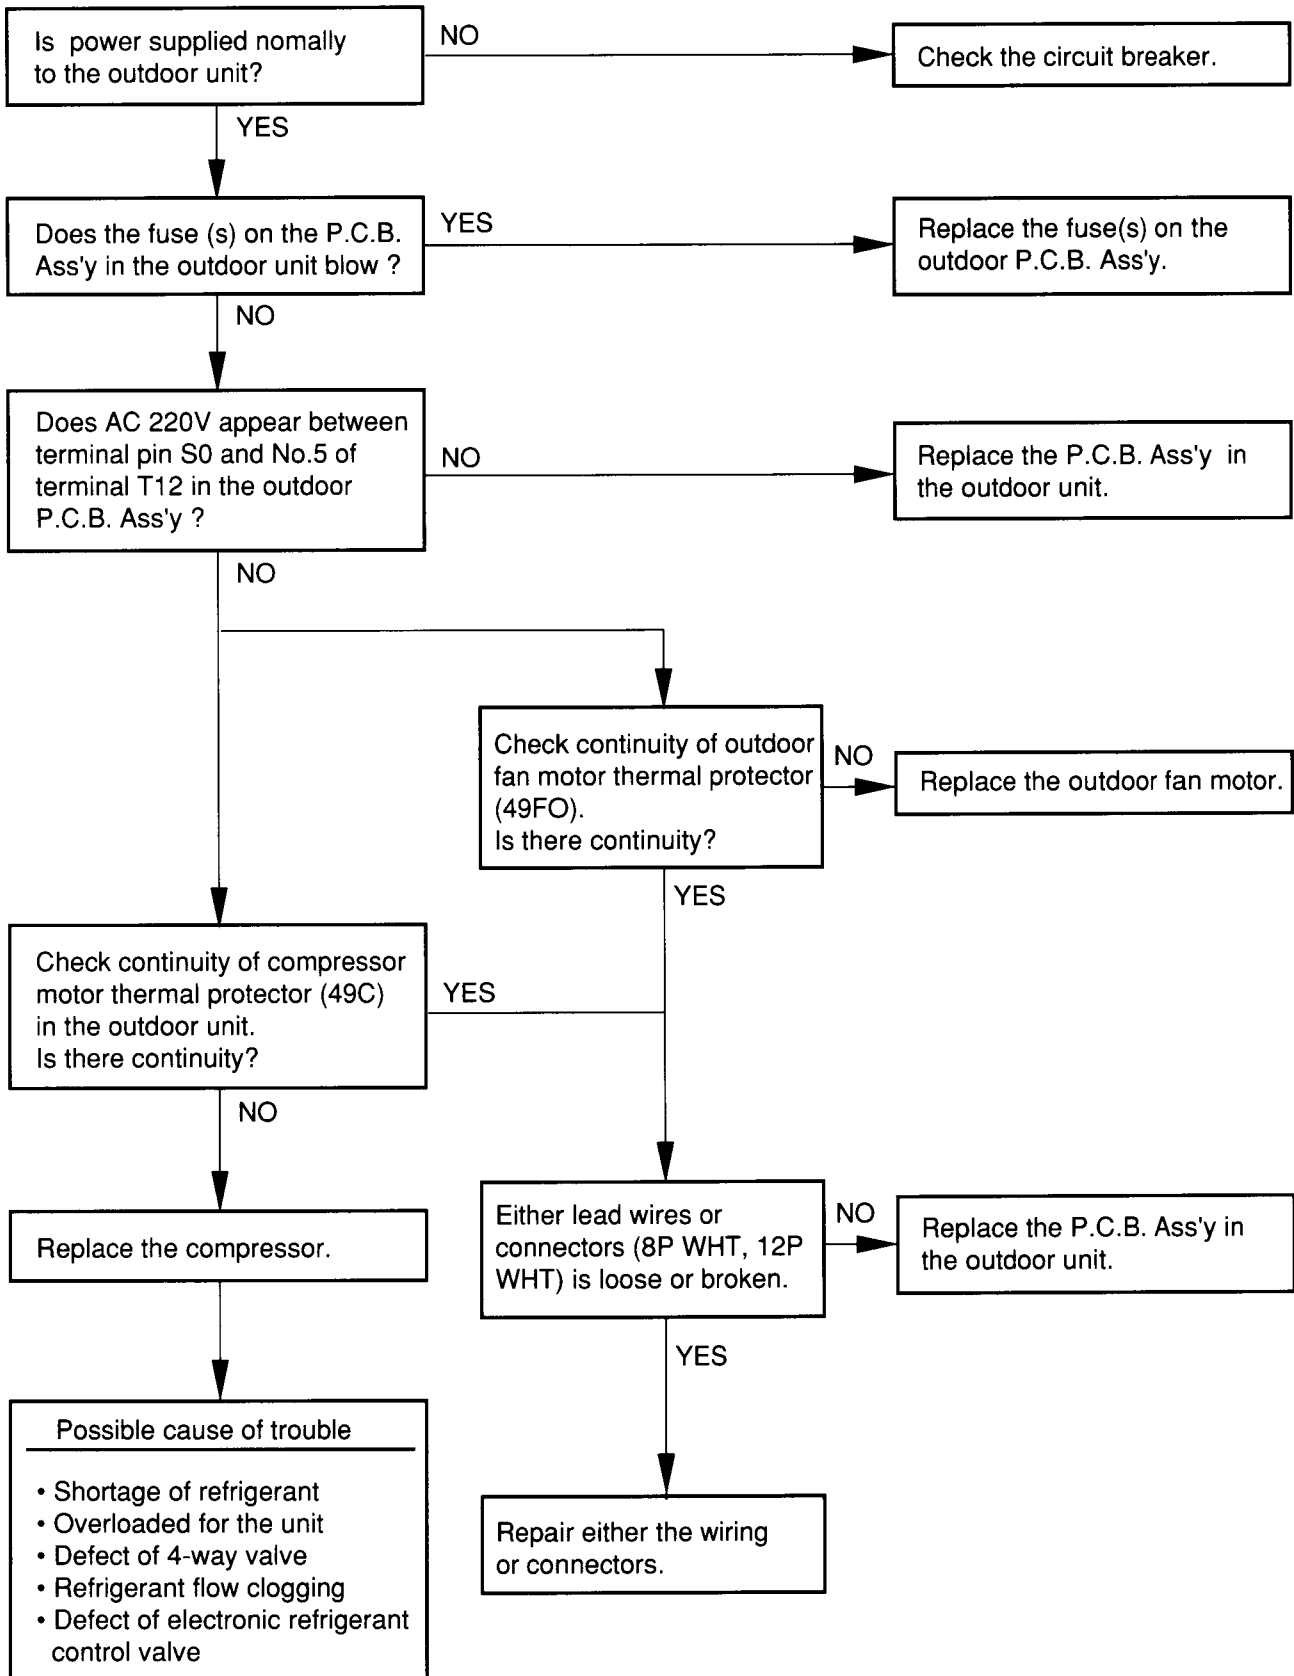 Is power supplied nomally
to the outdoor unit?
NO
Check the circuit breaker.
YES
Does the fuse (s) on the P.C.B.
Ass'y in the outdoor unit blow ?
YES
Replace the fuse(s) on the
outdoor P.C.B. Ass'y.
NO
Does AC 220V appear between
terminal pin S0 and No.5 of
terminal T12 in the outdoor
P.C.B. Ass'y ?
NO
Replace the P.C.B. Ass'y in
the outdoor unit.
NO
Check continuity of outdoor
fan motor thermal protector
(49FO).
Is there continuity?
NO
Replace the outdoor fan motor.
YES
Check continuity of compressor
motor thermal protector (49C)
in the outdoor unit.
Is there continuity?
YES
NO
Replace the compressor.
Either lead wires or
connectors (8P WHT, 12P
WHT) is loose or broken.
NO
Replace the P.C.B. Ass'y in
the outdoor unit.
YES
Possible cause of trouble
• Shortage of refrigerant
• Overloaded for the unit
• Defect of 4-way valve
• Refrigerant flow clogging
• Defect of electronic refrigerant
control valve
Repair either the wiring
or connectors.